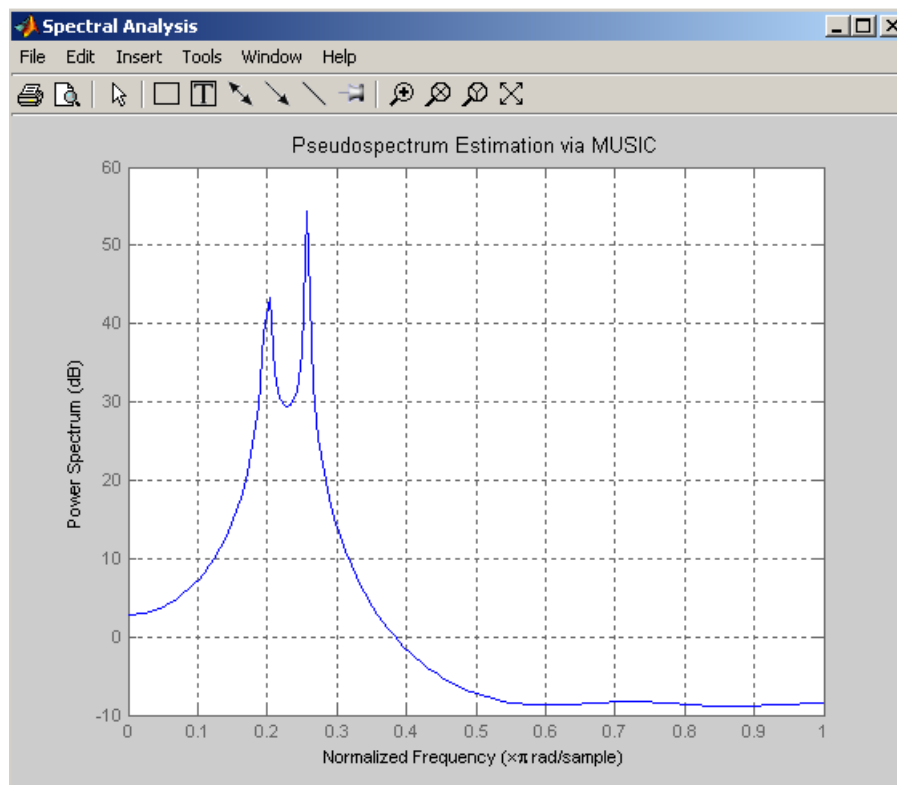 Spectral Analysis
File Edit Insert Tools Window Help
T
Pseudospectrum Estimation via MUSIC
60
50
40
30
20
10
0
-10
Power Spectrum (dB)
0 0.1 0.2 0.3 0.4 0.5 0.6 0.7 0.8 0.9 1
Normalized Frequency (×π rad/sample)